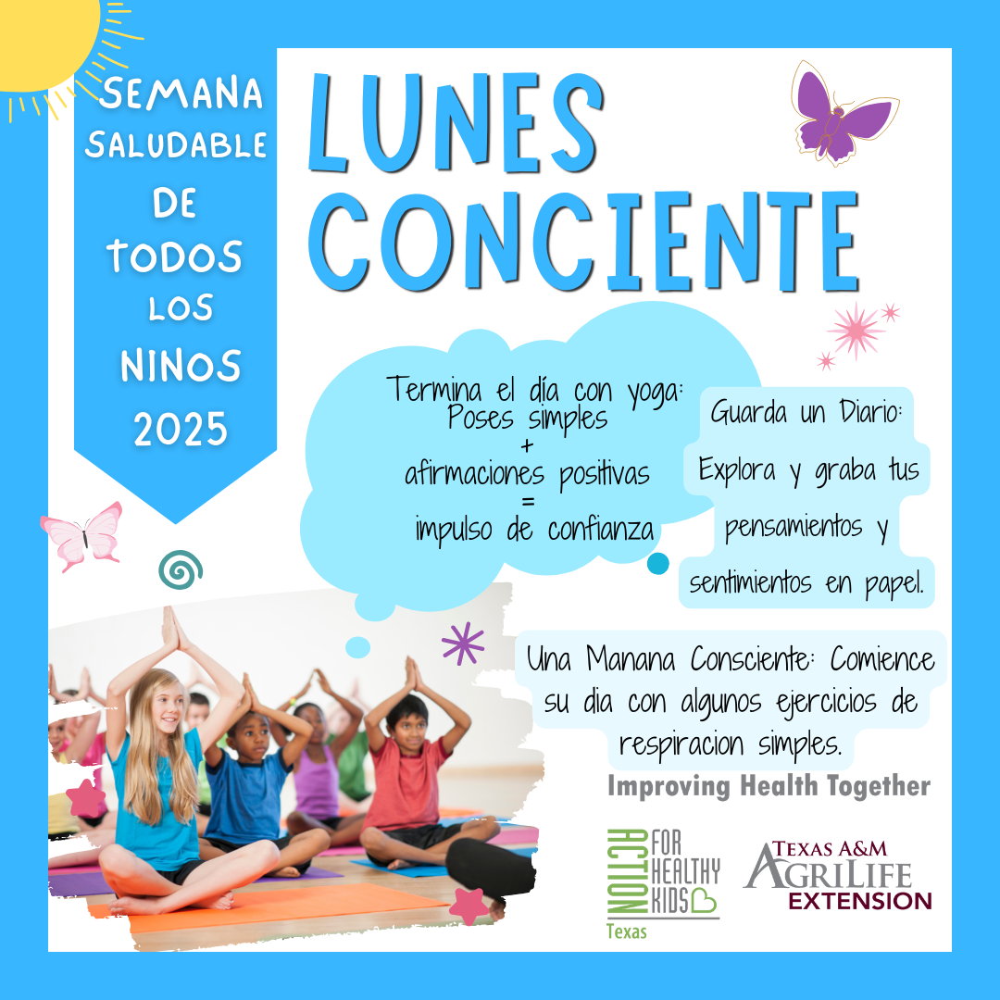 SEMANA
SALUDABLE
DE
TODOS
LOS
NINOS
2025
LUNES
CONCIENTE
Termina el día con yoga:
Poses simples
+
afirmaciones positivas
=
impulso de confianza
Guarda un Diario:
Explora y graba tus
pensamientos y
sentimientos en papel.
Una Manana Consciente: Comience
su dia con algunos ejercicios de
respiracion simples.
Improving Health Together
ACTION
FOR
HEALTHY
KIDS
Texas
TEXAS A&M
AGRILIFE
EXTENSION